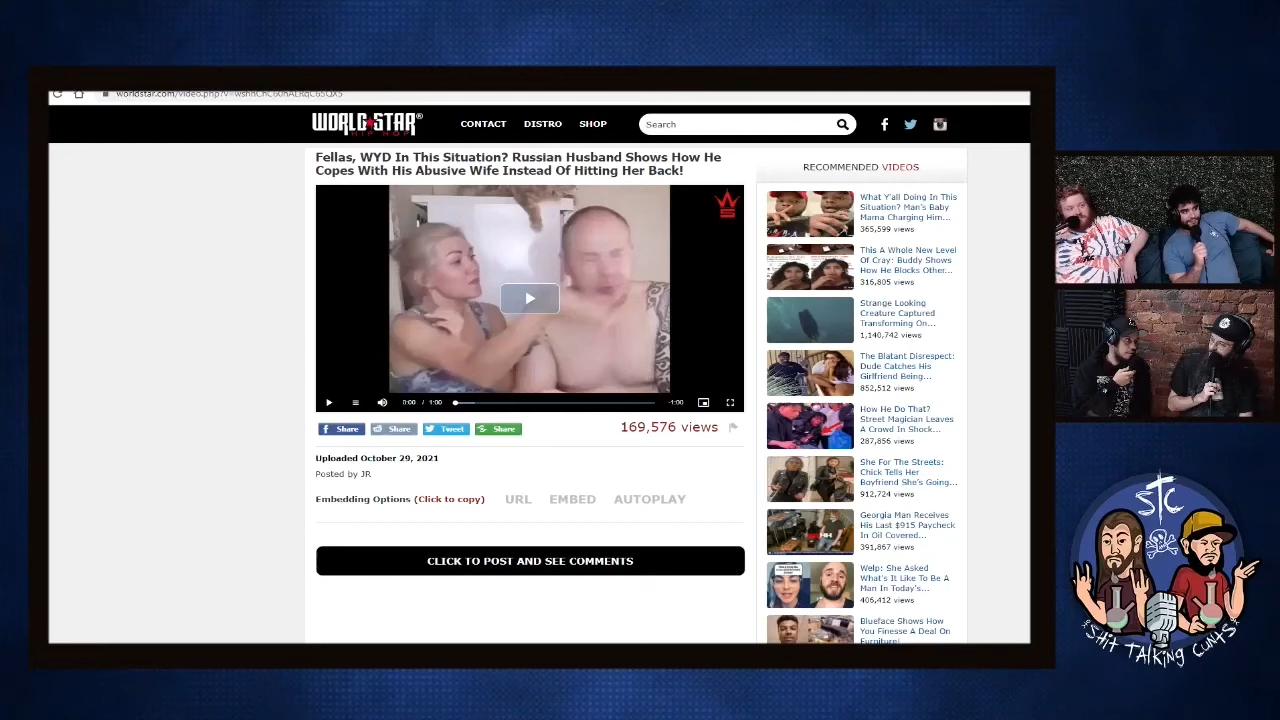 worldstar.com/video.php?v=wshhChC60hALRqC65QX5
WORLD STAR®
HIP HOP
CONTACT
DISTRO
SHOP
Search
Fellas, WYD In This Situation? Russian Husband Shows How He
Copes With His Abusive Wife Instead Of Hitting Her Back!
0:00 / 1:00
-1:00
Share
Share
Tweet
Share
169,576 views
Uploaded October 29, 2021
Posted by JR
Embedding Options (Click to copy)
URL
EMBED
AUTOPLAY
CLICK TO POST AND SEE COMMENTS
RECOMMENDED VIDEOS
What Y'all Doing In This
Situation? Man's Baby
Mama Charging Him...
365,599 views
This A Whole New Level
Of Cray: Buddy Shows
How He Blocks Other...
316,805 views
Strange Looking
Creature Captured
Transforming On...
1,140,742 views
The Blatant Disrespect:
Dude Catches His
Girlfriend Being...
852,512 views
How He Do That?
Street Magician Leaves
A Crowd In Shock...
287,856 views
She For The Streets:
Chick Tells Her
Boyfriend She's Going...
912,724 views
Georgia Man Receives
His Last $915 Paycheck
In Oil Covered...
391,867 views
Welp: She Asked
What's It Like To Be A
Man In Today's...
406,412 views
Blueface Shows How
You Finesse A Deal On
Furniture!
STC
SHIT TALKING CUNTS